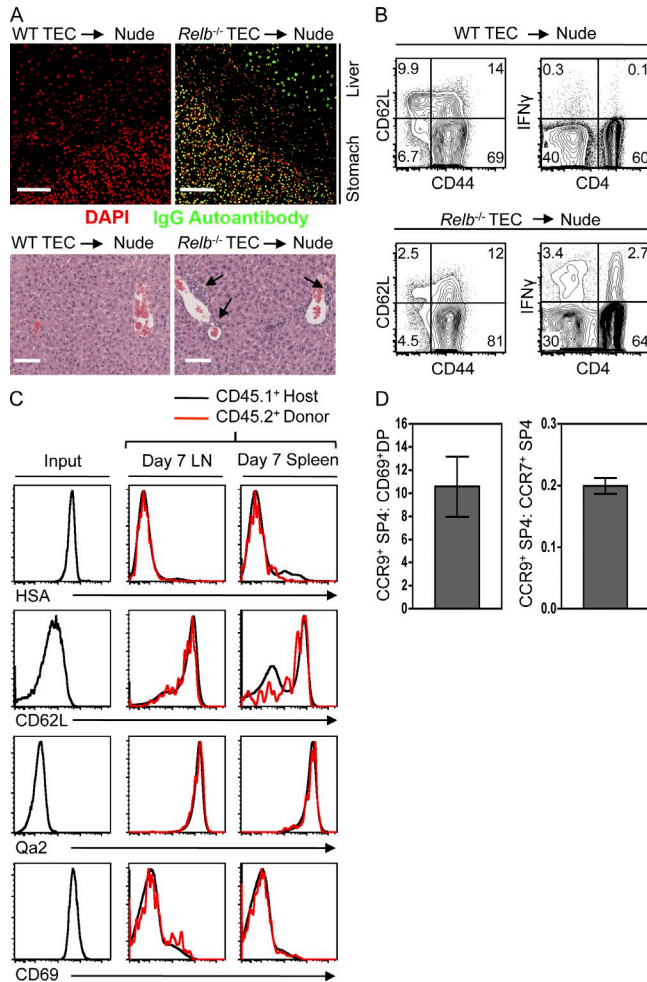 A
WT TEC → Nude
Relb-/- TEC → Nude
Liver
Stomach
DAPI IgG Autoantibody
WT TEC → Nude
Relb-/- TEC → Nude
B
WT TEC → Nude
9.9
14
6.7
69
CD62L
CD44
0.3
0.1
40
60
IFNγ
CD4
Relb-/- TEC → Nude
2.5
12
4.5
81
CD62L
CD44
3.4
2.7
30
64
IFNγ
CD4
C
CD45.1+ Host
CD45.2+ Donor
Input
Day 7 LN
Day 7 Spleen
HSA
CD62L
Qa2
CD69
D
CCR9+ SP4: CD69+DP
16
14
12
10
8
6
4
2
0
CCR9+ SP4: CCR7+ SP4
0.3
0.2
0.1
0.0